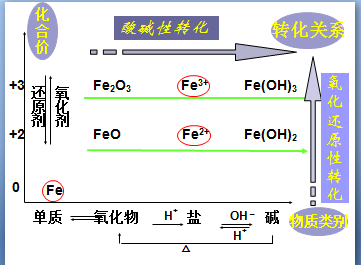 化合价
酸碱性转化
转化关系
+3
Fe₂O₃ Fe³⁺ Fe(OH)₃
还原剂
氧化剂
+2
FeO Fe²⁺ Fe(OH)₂
氧化还原性转化
0
Fe
单质 氧化物 H⁺ 盐 OH⁻ H⁺ 碱
△
物质类别